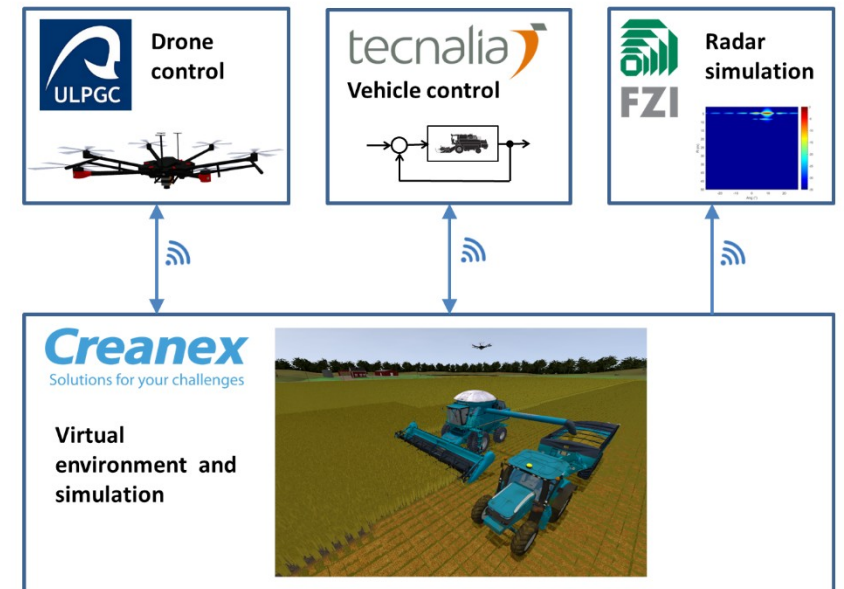 ULPGC
Drone
control
tecnalia
Vehicle control
FZI
Radar
simulation
Creanex
Solutions for your challenges
Virtual
environment and
simulation